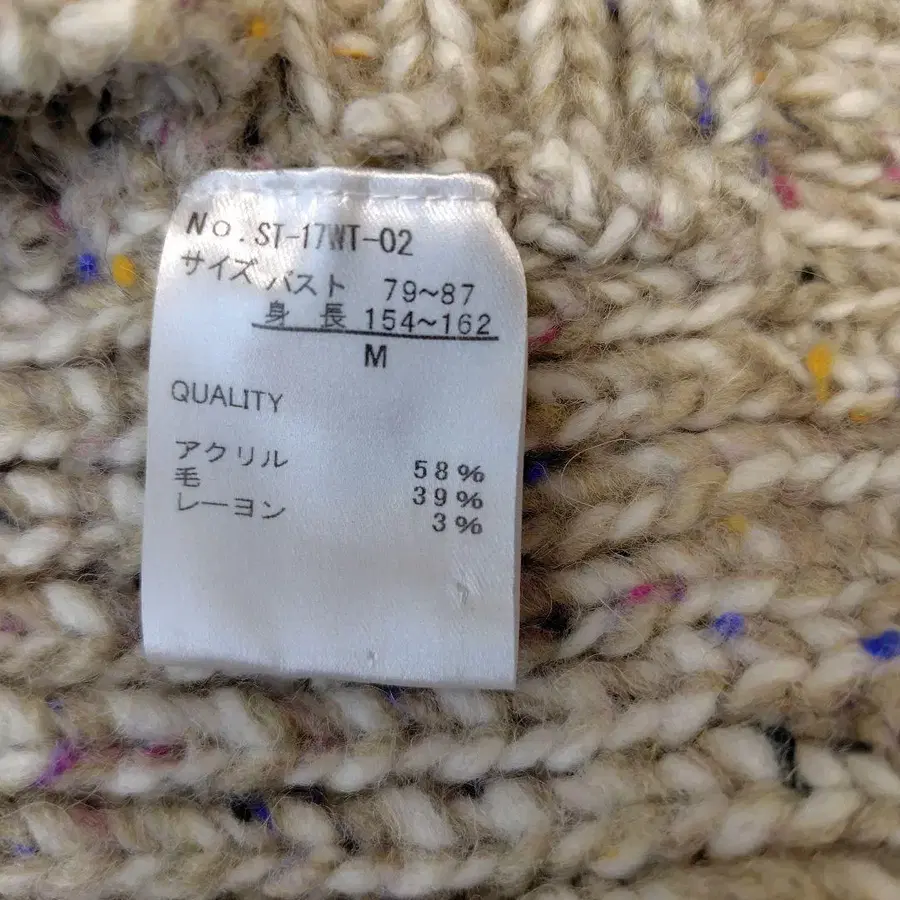 No.ST-17WT-02
サイズ バスト 79~87
身 長 154~162
M
QUALITY
アクリル 58%
毛 39%
レーヨン 3%